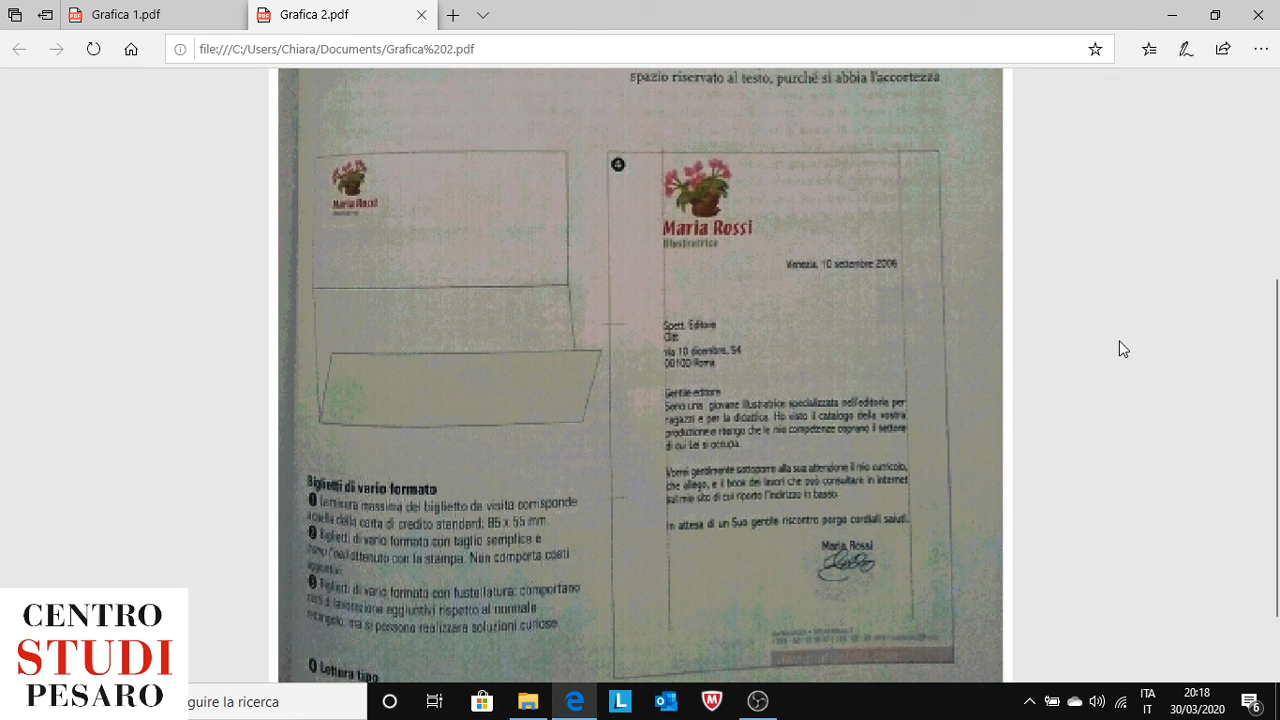 Grafica 1.pdf
Grafica 2.pdf
file:///C:/Users/Chiara/Documents/Grafica%202.pdf
spazio riservato al testo, purché si abbia l'accortezza
Maria Rossi
4
Maria Rossi
Illustratrice
Venezia, 10 settembre 2006
Spett. Editore
Clitt
via 10 dicembre, 54
00100 Roma
Gentile editore
Sono una giovane illustratrice specializzata nell'editoria per
ragazzi e per la didattica. Ho visto il catalogo della vostra
produzione e ritengo che le mie competenze coprano il settore
di cui Lei si occupa.
Vorrei gentilmente sottoporre alla sua attenzione il mio curricolo,
che allego, e il book dei lavori che può consultare in internet
sul mio sito di cui riporto l'indirizzo in basso.
In attesa di un Suo gentile riscontro porgo cordiali saluti.
Maria Rossi
Biglietti di vario formato
1 La misura massima del biglietto da visita corrisponde
a quella della carta di credito standard: 85 x 55 mm.
2 Biglietti di vario formato con taglio semplice e
ottenuto con la stampa. Non comporta costi
aggiuntivi.
3 Biglietti di vario formato con fustellatura: comportano
costi di lavorazione aggiuntivi rispetto al normale
rettangolo, ma si possono realizzare soluzioni curiose.
4 Lettera tipo
CENTRO
STUDI
PESARO
guire la ricerca
ITA
IT
20:18
30/03/2020
6